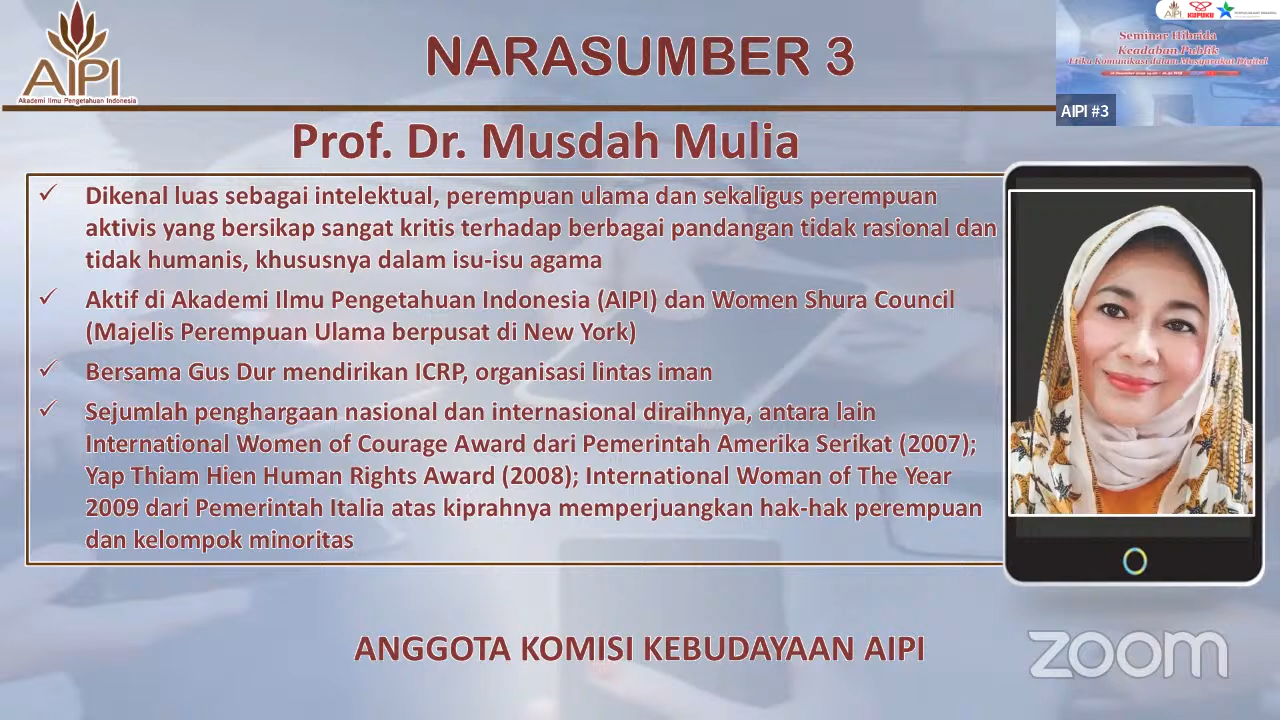 AIPI
Akademi Ilmu Pengetahuan Indonesia
NARASUMBER 3
KUPUKU
Seminar Hibrida
Keadaban Publik
Etika Komunikasi dalam Masyarakat Digital
AIPI #3
Prof. Dr. Musdah Mulia
✓ Dikenal luas sebagai intelektual, perempuan ulama dan sekaligus perempuan
aktivis yang bersikap sangat kritis terhadap berbagai pandangan tidak rasional dan
tidak humanis, khususnya dalam isu-isu agama
✓ Aktif di Akademi Ilmu Pengetahuan Indonesia (AIPI) dan Women Shura Council
(Majelis Perempuan Ulama berpusat di New York)
✓ Bersama Gus Dur mendirikan ICRP, organisasi lintas iman
✓ Sejumlah penghargaan nasional dan internasional diraihnya, antara lain
International Women of Courage Award dari Pemerintah Amerika Serikat (2007);
Yap Thiam Hien Human Rights Award (2008); International Woman of The Year
2009 dari Pemerintah Italia atas kiprahnya memperjuangkan hak-hak perempuan
dan kelompok minoritas
ANGGOTA KOMISI KEBUDAYAAN AIPI
zoom